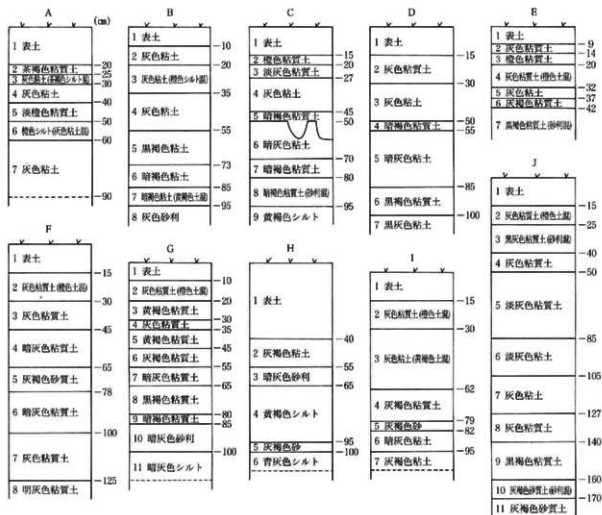 A
(cm)
1 表土
-20
2 茶褐色粘質土
-25
-30
4 灰色粘土
-40
5 淡橙色粘土
-50
6 橙色シルト(灰色粘土混)
-60
7 灰色粘土
-90
B
1 表土
-10
2 灰色粘土
-20
3 灰色粘土(橙色シルト混)
-35
4 灰色粘土
-55
5 黒褐色粘土
-73
6 暗褐色粘土
-85
7 暗褐色粘土(黄褐色土混)
-95
8 灰色砂利
C
1 表土
-15
2 橙色粘質土
-20
3 淡灰色粘質土
-27
4 灰色粘土
-45
5 暗褐色粘質土
-50
6 暗灰色粘土
-70
7 暗褐色粘土
-80
8 暗褐色粘質土(砂利混)
-95
9 黄褐色シルト
D
1 表土
-15
2 灰色粘質土
-30
3 灰色粘土
-50
4 暗褐色粘質土
-55
5 暗灰色粘土
-85
6 黒褐色粘土
-100
7 黒灰色粘土
E
1 表土
-9
2 灰色粘質土
-14
3 橙色粘土
-20
4 灰色粘質土(橙色土混)
-32
5 灰色粘土
-37
6 灰褐色粘質土
-42
7 黒褐色粘質土(砂利混)
F
1 表土
-15
2 灰色粘質土(橙色土混)
-30
3 灰色粘質土
-45
4 暗灰色粘質土
-65
5 灰褐色砂質土
-78
6 暗灰色粘質土
-100
7 灰色粘質土
-125
8 明灰色粘質土
G
1 表土
-10
2 灰色粘質土(橙色土混)
-20
3 黄褐色粘質土
-30
4 灰色粘質土
-35
5 黄褐色粘質土
-45
6 灰褐色粘質土
-55
7 暗灰色粘質土
-65
8 黒褐色粘質土
-80
9 暗褐色粘質土
-85
10 暗灰色砂利
-100
11 暗灰色シルト
H
1 表土
-40
2 灰褐色粘土
-55
3 暗灰色砂利
-65
4 黄褐色シルト
-95
5 灰褐色砂
-100
6 青灰色シルト
I
1 表土
-15
2 灰色粘質土(橙色土混)
-30
3 灰色粘土(黄褐色土混)
-62
4 灰褐色粘質土
-79
5 灰褐色砂
-82
6 暗灰色粘土
-95
7 灰褐色粘土
J
1 表土
-15
2 灰色粘質土(橙色土混)
-25
3 黒灰色粘質土(砂利混)
-40
4 灰色粘土
-50
5 淡灰色粘質土
-85
6 淡灰色粘土
-105
7 灰色粘土
-127
8 灰色粘質土
9 黒褐色粘質土
-160
10 灰褐色砂質土(砂利混)
-170
11 灰褐色砂質土